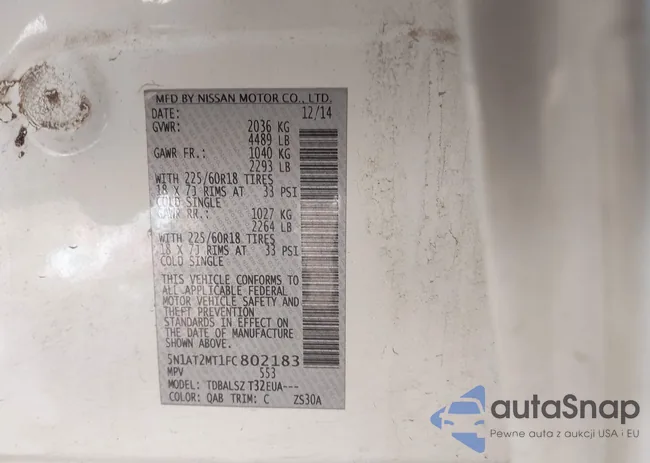 MFD BY NISSAN MOTOR CO., LTD.
DATE: 12/14
GVWR: 2036 KG
4489 LB
GAWR FR.: 1040 KG
2293 LB
WITH 225/60R18 TIRES
18 X 7J RIMS AT 33 PSI
COLD SINGLE
GAWR RR.: 1027 KG
2264 LB
WITH 225/60R18 TIRES
18 X 7J RIMS AT 33 PSI
COLD SINGLE
THIS VEHICLE CONFORMS TO
ALL APPLICABLE FEDERAL
MOTOR VEHICLE SAFETY AND
THEFT PREVENTION
STANDARDS IN EFFECT ON
THE DATE OF MANUFACTURE
SHOWN ABOVE.
5N1AT2MT1FC802183
MPV 553
MODEL: TDBALSZ T32EUA---
COLOR: QAB TRIM: C ZS30A
autaSnap
Pewne auta z aukcji USA i EU